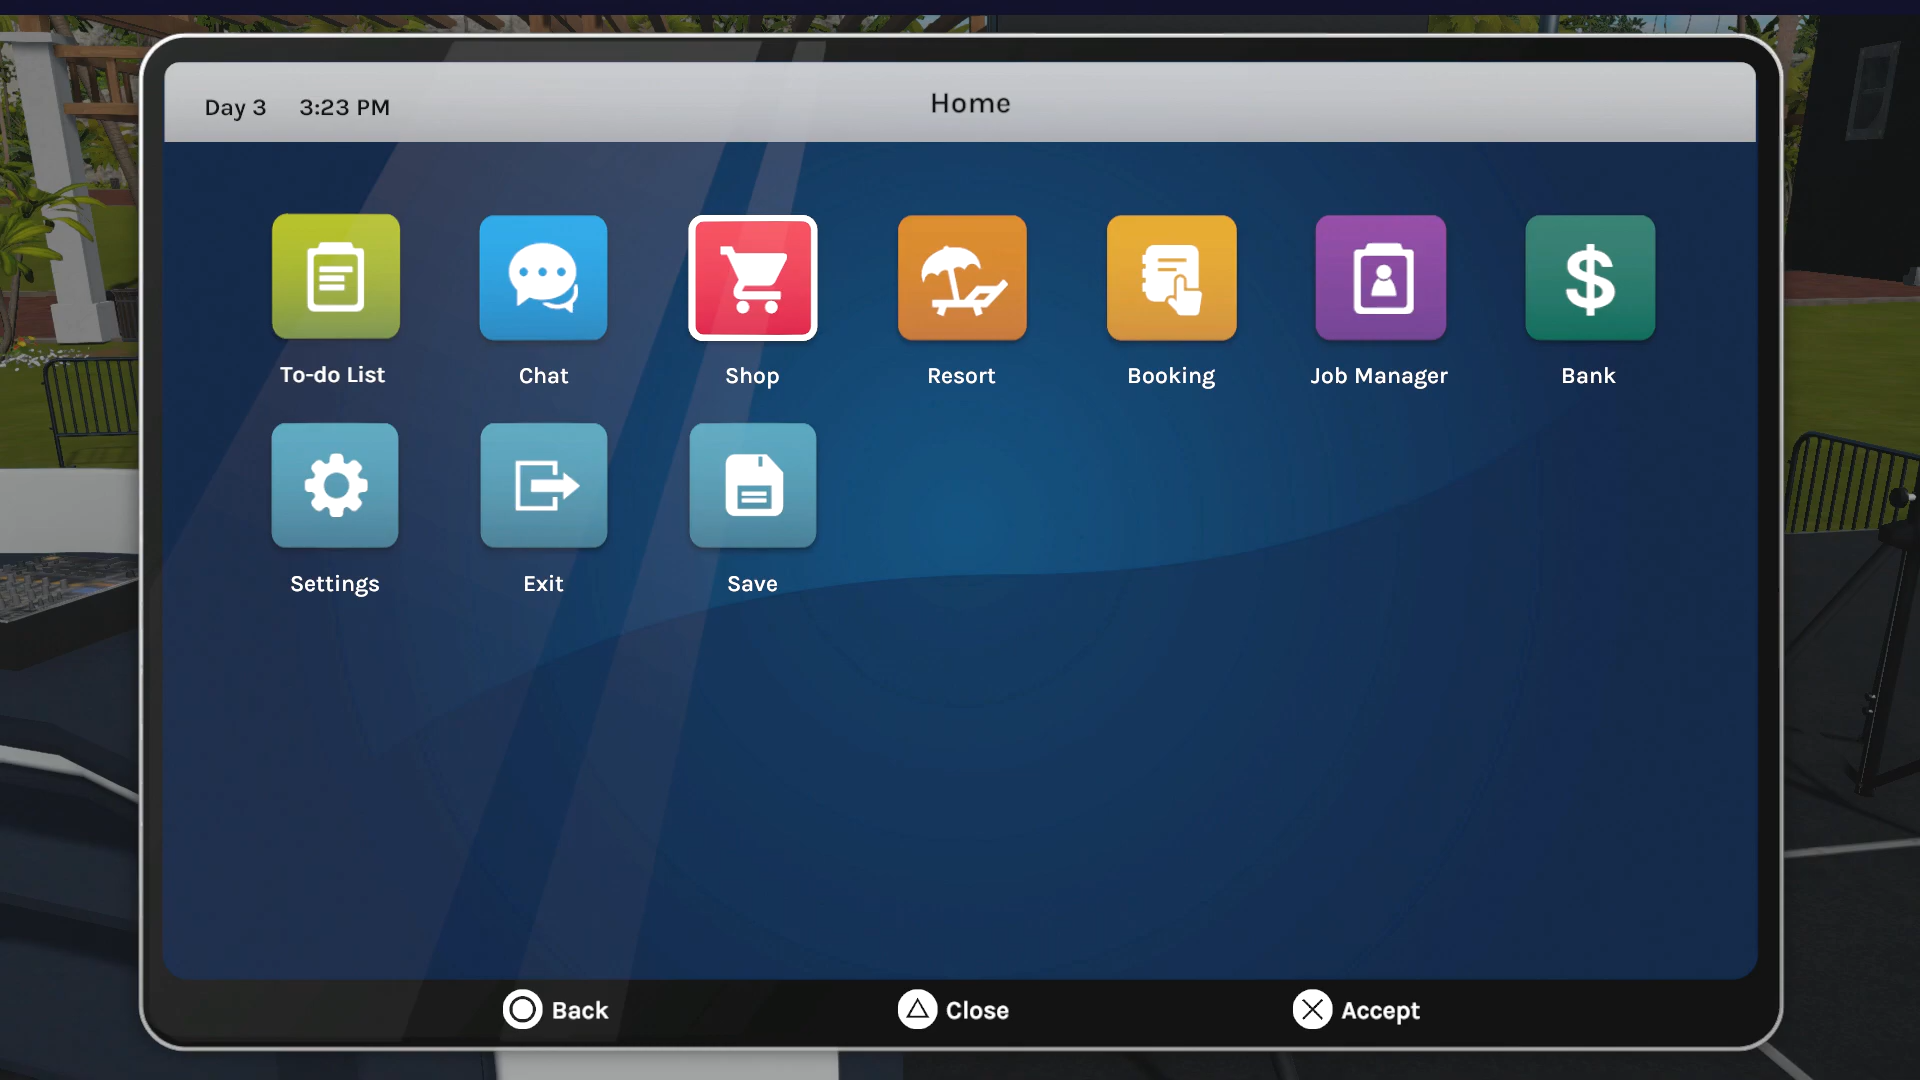 Day 3 3:23 PM Home
To-do List Chat Shop Resort Booking Job Manager Bank
Settings Exit Save
Back Close Accept